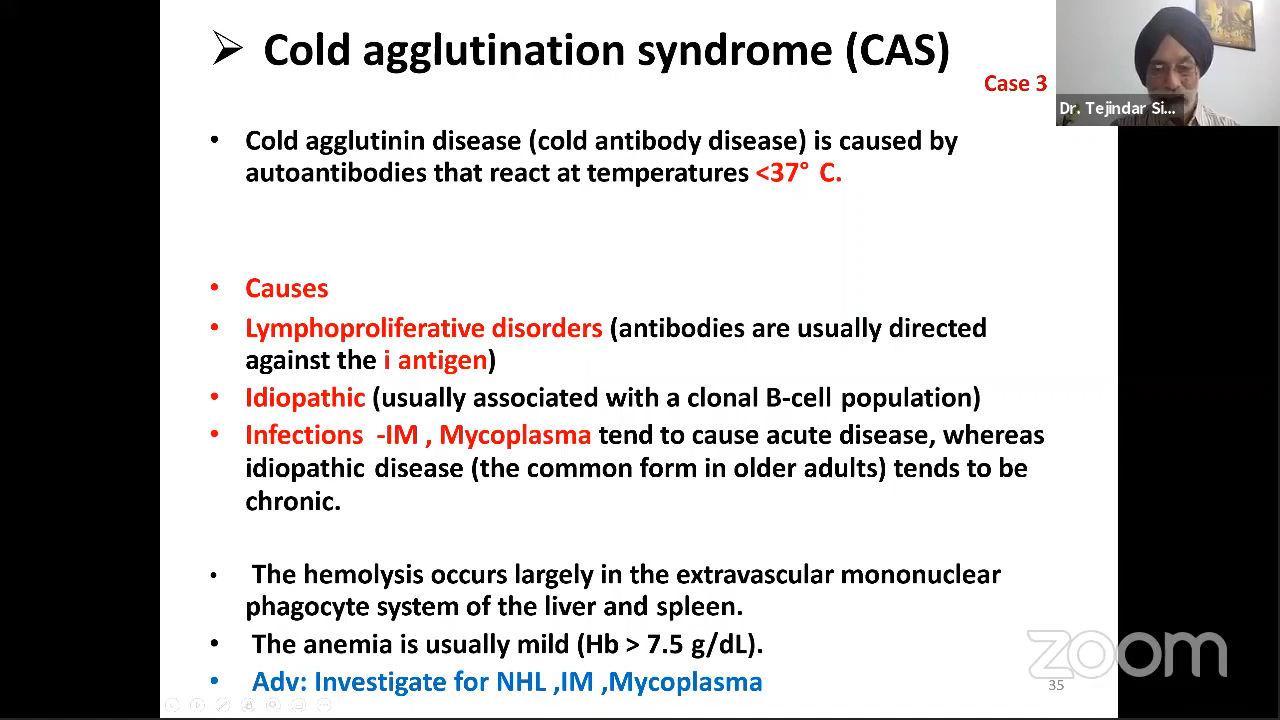 ➢ Cold agglutination syndrome (CAS)
Case 3
Dr. Tejindar Si...
• Cold agglutinin disease (cold antibody disease) is caused by
autoantibodies that react at temperatures <37° C.
• Causes
• Lymphoproliferative disorders (antibodies are usually directed
against the i antigen)
• Idiopathic (usually associated with a clonal B-cell population)
• Infections -IM , Mycoplasma tend to cause acute disease, whereas
idiopathic disease (the common form in older adults) tends to be
chronic.
• The hemolysis occurs largely in the extravascular mononuclear
phagocyte system of the liver and spleen.
• The anemia is usually mild (Hb > 7.5 g/dL).
• Adv: Investigate for NHL ,IM ,Mycoplasma
zoom
35